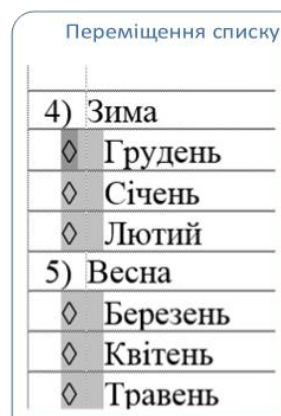 Переміщення списку
4) Зима
◊ Грудень
◊ Січень
◊ Лютий
5) Весна
◊ Березень
◊ Квітень
◊ Травень